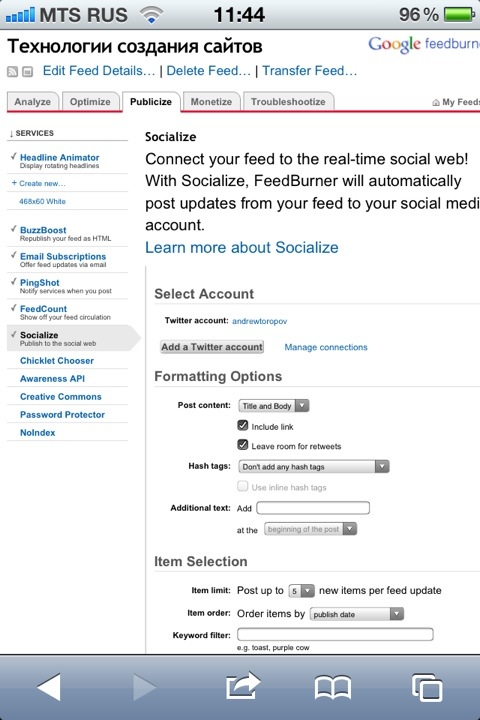 MTS RUS 11:44 96 %
Технологии создания сайтов
Google feedburne
Edit Feed Details… | Delete Feed… | Transfer Feed…
Analyze Optimize Publicize Monetize Troubleshootize My Feeds
↓ SERVICES
✓ Headline Animator
Display rotating headlines
+ Create new…
468x60 White
✓ BuzzBoost
Republish your feed as HTML
✓ Email Subscriptions
Offer feed updates via email
✓ PingShot
Notify services when you post
✓ FeedCount
Show off your feed circulation
✓ Socialize
Publish to the social web
Chicklet Chooser
Awareness API
Creative Commons
Password Protector
NoIndex
Socialize
Connect your feed to the real-time social web!
With Socialize, FeedBurner will automatically
post updates from your feed to your social medi
account.
Learn more about Socialize
Select Account
Twitter account: andrewtoropov
Add a Twitter account Manage connections
Formatting Options
Post content: Title and Body
Include link
Leave room for retweets
Hash tags: Don't add any hash tags
Use inline hash tags
Additional text: Add
at the beginning of the post
Item Selection
Item limit: Post up to 5 new items per feed update
Item order: Order items by publish date
Keyword filter:
e.g. toast, purple cow